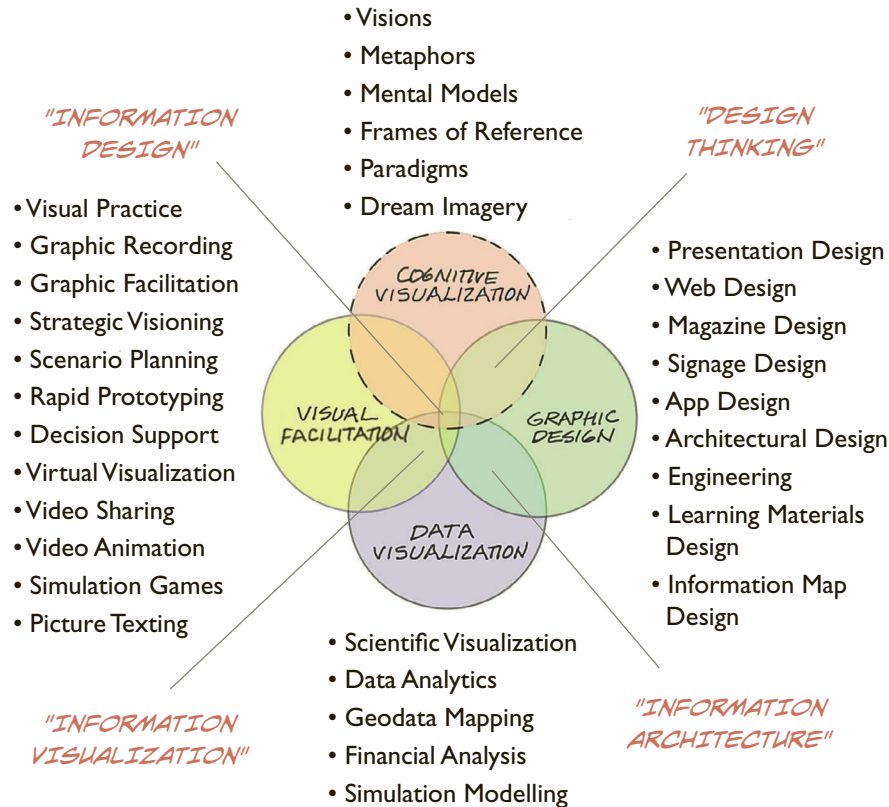 • Visions
• Metaphors
• Mental Models
• Frames of Reference
• Paradigms
• Dream Imagery
"INFORMATION
DESIGN"
"DESIGN
THINKING"
• Visual Practice
• Graphic Recording
• Graphic Facilitation
• Strategic Visioning
• Scenario Planning
• Rapid Prototyping
• Decision Support
• Virtual Visualization
• Video Sharing
• Video Animation
• Simulation Games
• Picture Texting
COGNITIVE
VISUALIZATION
VISUAL
FACILITATION
GRAPHIC
DESIGN
DATA
VISUALIZATION
• Presentation Design
• Web Design
• Magazine Design
• Signage Design
• App Design
• Architectural Design
• Engineering
• Learning Materials
Design
• Information Map
Design
• Scientific Visualization
• Data Analytics
• Geodata Mapping
• Financial Analysis
• Simulation Modelling
"INFORMATION
VISUALIZATION"
"INFORMATION
ARCHITECTURE"